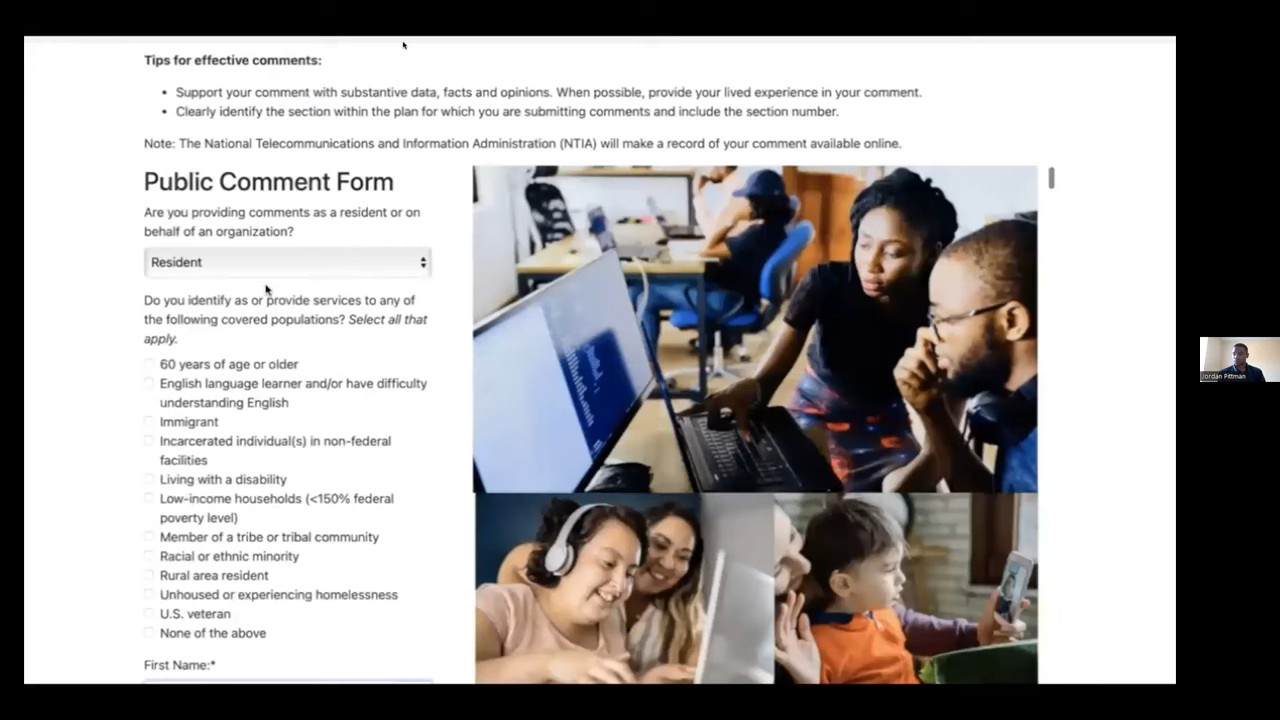 Tips for effective comments:
• Support your comment with substantive data, facts and opinions. When possible, provide your lived experience in your comment.
• Clearly identify the section within the plan for which you are submitting comments and include the section number.
Note: The National Telecommunications and Information Administration (NTIA) will make a record of your comment available online.
Public Comment Form
Are you providing comments as a resident or on
behalf of an organization?
Resident
Do you identify as or provide services to any of
the following covered populations? Select all that
apply.
60 years of age or older
English language learner and/or have difficulty
understanding English
Immigrant
Incarcerated individual(s) in non-federal
facilities
Living with a disability
Low-income households (<150% federal
poverty level)
Member of a tribe or tribal community
Racial or ethnic minority
Rural area resident
Unhoused or experiencing homelessness
U.S. veteran
None of the above
First Name:*
Jordan Pittman